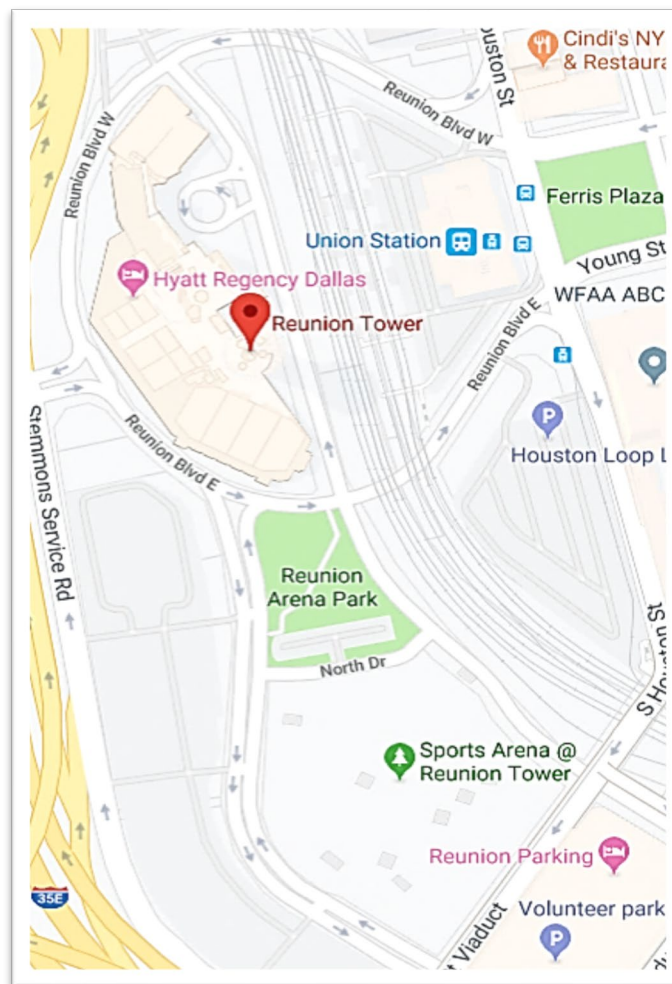 Cindi's NY
& Restaura
ouston St
Reunion Blvd W
Reunion Blvd W
Ferris Plaza
Union Station
Young St
Hyatt Regency Dallas
WFAA ABC
Reunion Tower
Reunion Blvd E
P
Houston Loop L
Stemmons Service Rd
Reunion Blvd E
Reunion
Arena Park
North Dr
S Houston St
Sports Arena @
Reunion Tower
Reunion Parking
35E
Volunteer park
P
t Viaduct